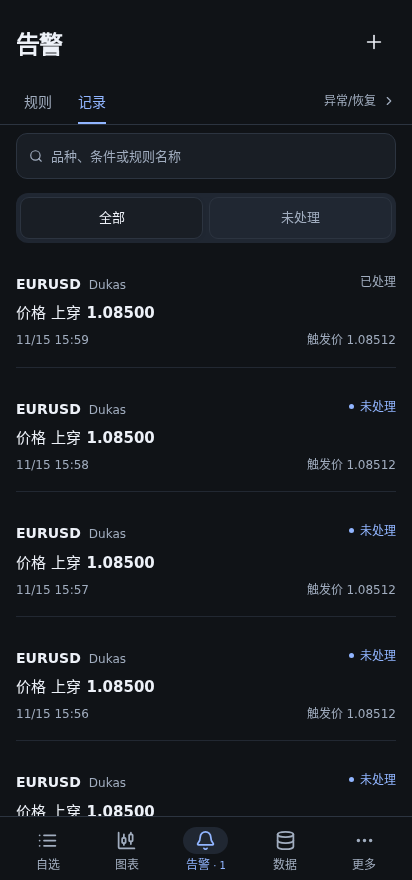 告警
规则 记录 异常/恢复
品种、条件或规则名称
全部 未处理
EURUSD Dukas 已处理
价格 上穿 1.08500
11/15 15:59 触发价 1.08512
EURUSD Dukas 未处理
价格 上穿 1.08500
11/15 15:58 触发价 1.08512
EURUSD Dukas 未处理
价格 上穿 1.08500
11/15 15:57 触发价 1.08512
EURUSD Dukas 未处理
价格 上穿 1.08500
11/15 15:56 触发价 1.08512
EURUSD Dukas 未处理
价格 上穿 1.08500
自选 图表 告警 · 1 数据 更多